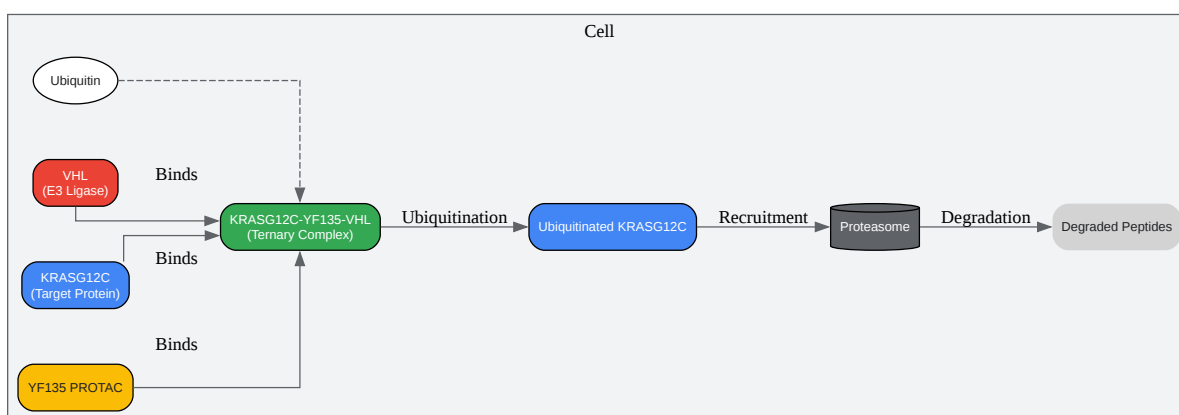 Cell
Ubiquitin
VHL
(E3 Ligase)
Binds
KRASG12C-YF135-VHL
(Ternary Complex)
Ubiquitination
Ubiquitinated KRASG12C
Recruitment
Proteasome
Degradation
Degraded Peptides
Binds
KRASG12C
(Target Protein)
Binds
YF135 PROTAC